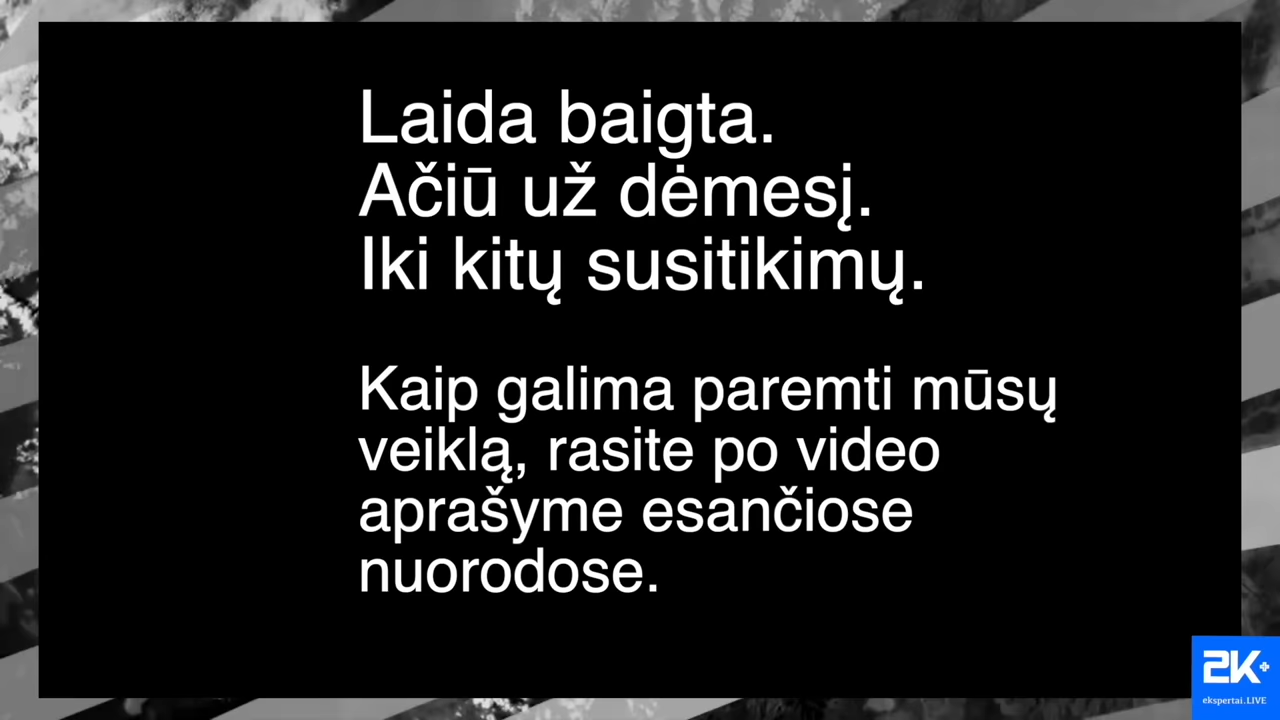 Laida baigta.
Ačiū už dėmesį.
Iki kitų susitikimų.
Kaip galima paremti mūsų
veiklą, rasite po video
aprašyme esančiose
nuorodose.
2K+
ekspertai.LIVE